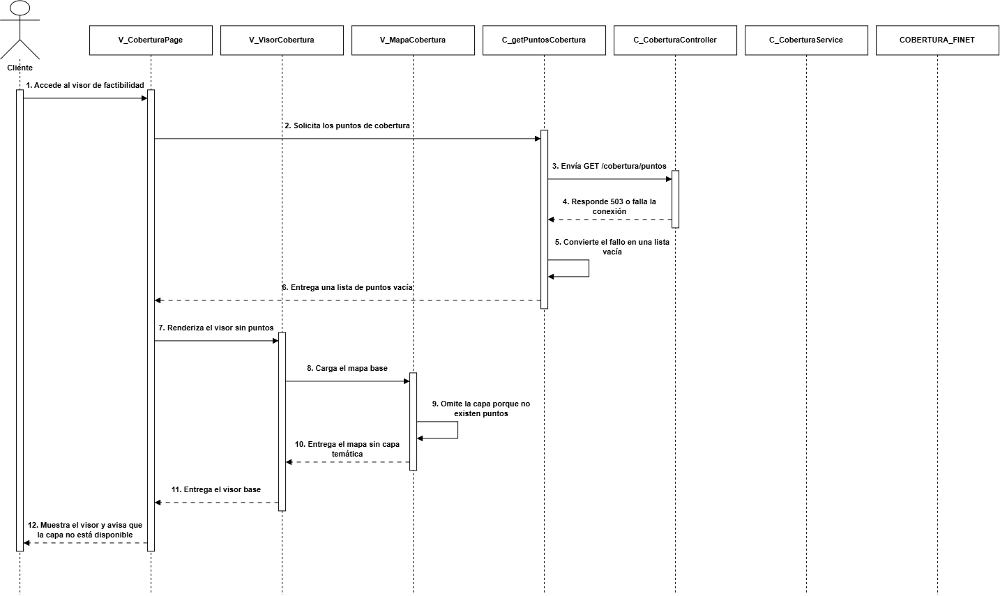 V_CoberturaPage
V_VisorCobertura
V_MapaCobertura
C_getPuntosCobertura
C_CoberturaController
C_CoberturaService
COBERTURA_FINET
Cliente
1. Accede al visor de factibilidad
2. Solicita los puntos de cobertura
3. Envía GET /cobertura/puntos
4. Responde 503 o falla la
conexión
5. Convierte el fallo en una lista
vacía
6. Entrega una lista de puntos vacía
7. Renderiza el visor sin puntos
8. Carga el mapa base
9. Omite la capa porque no
existen puntos
10. Entrega el mapa sin capa
temática
11. Entrega el visor base
12. Muestra el visor y avisa que
la capa no está disponible